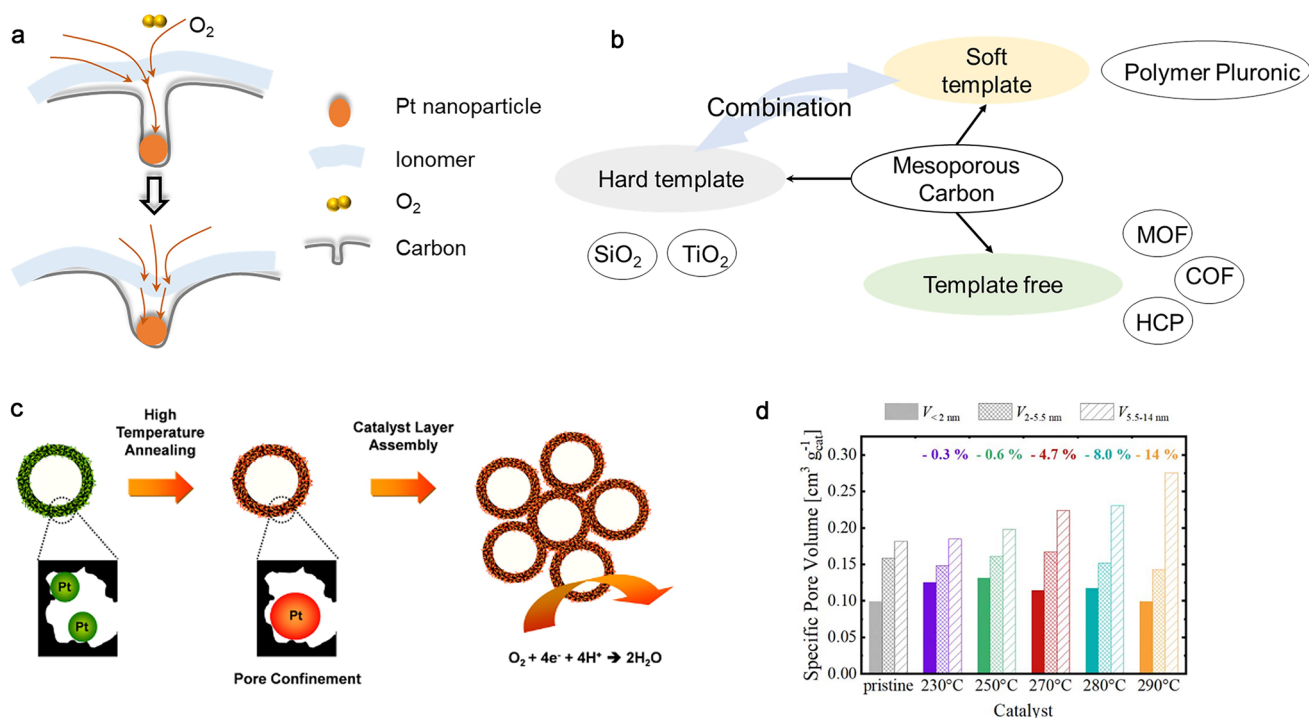 a
O₂
Pt nanoparticle
Ionomer
O₂
Carbon
b
Soft
template
Polymer Pluronic
Combination
Hard template
Mesoporous
Carbon
SiO₂
TiO₂
Template free
MOF
COF
HCP
c
High
Temperature
Annealing
Catalyst Layer
Assembly
Pt
Pt
Pt
Pore Confinement
O₂ + 4e⁻ + 4H⁺ ➔ 2H₂O
d
V< 2 nm
V2-5.5 nm
V5.5-14 nm
Specific Pore Volume [cm³ g⁻¹cat]
0.30
0.25
0.20
0.15
0.10
0.05
0.00
- 0.3 %
- 0.6 %
- 4.7 %
- 8.0 %
- 14 %
pristine
230°C
250°C
270°C
280°C
290°C
Catalyst